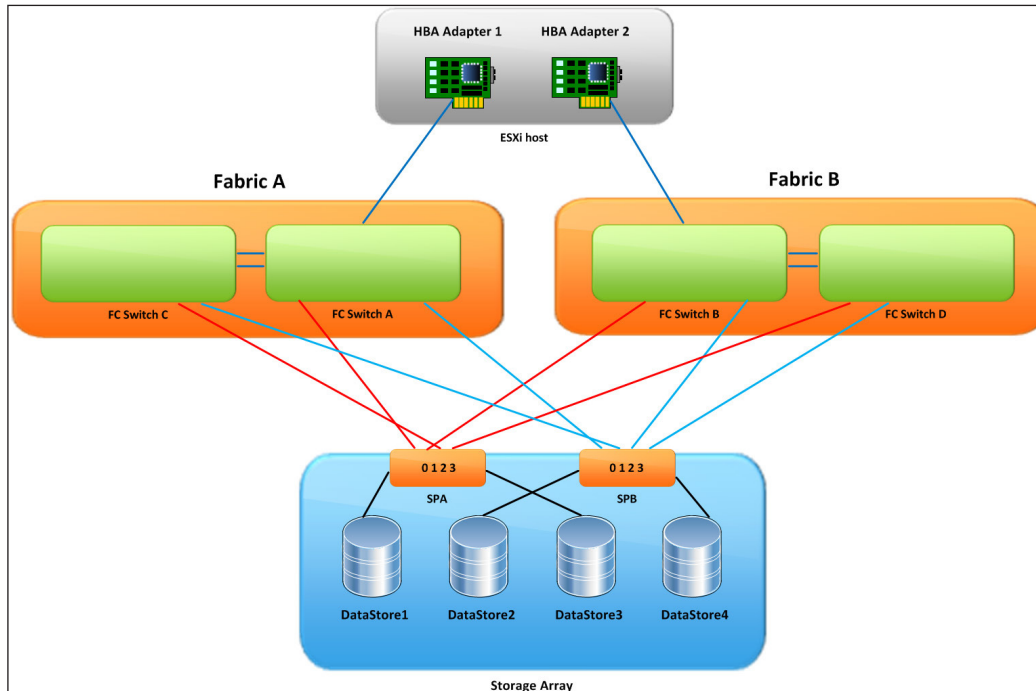 HBA Adapter 1
HBA Adapter 2
ESXi host
Fabric A
Fabric B
FC Switch C
FC Switch A
FC Switch B
FC Switch D
0 1 2 3
0 1 2 3
SPA
SPB
DataStore1
DataStore2
DataStore3
DataStore4
Storage Array